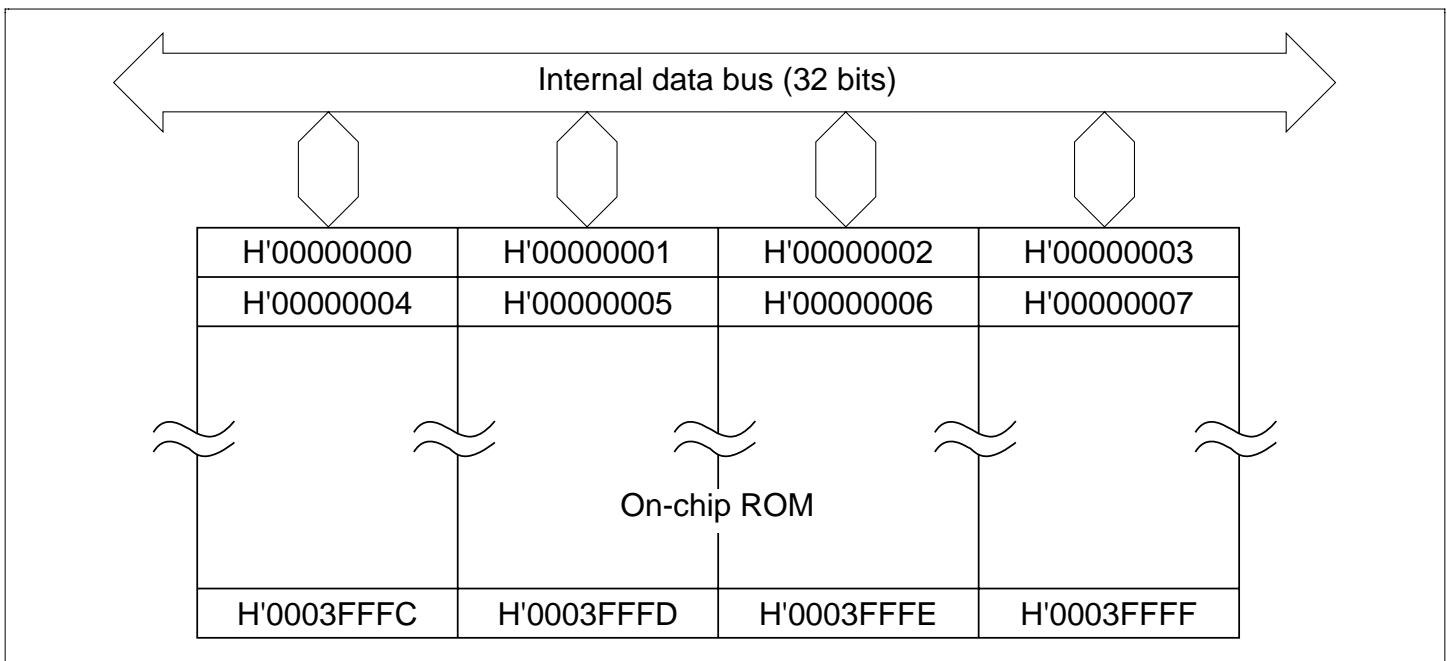 Internal data bus (32 bits)
H'00000000 H'00000001 H'00000002 H'00000003
H'00000004 H'00000005 H'00000006 H'00000007
On-chip ROM
H'0003FFFC H'0003FFFD H'0003FFFE H'0003FFFF